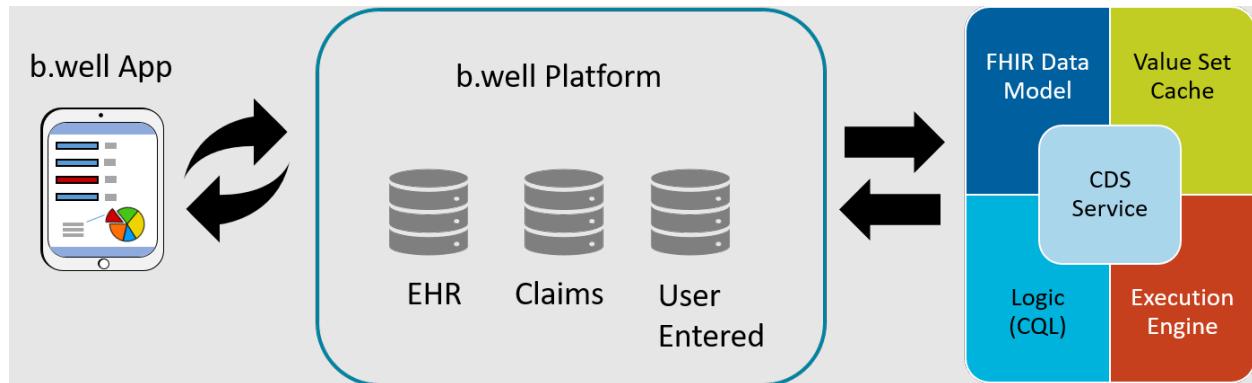 b.well App
b.well Platform
EHR
Claims
User
Entered
FHIR Data
Model
Value Set
Cache
CDS
Service
Logic
(CQL)
Execution
Engine